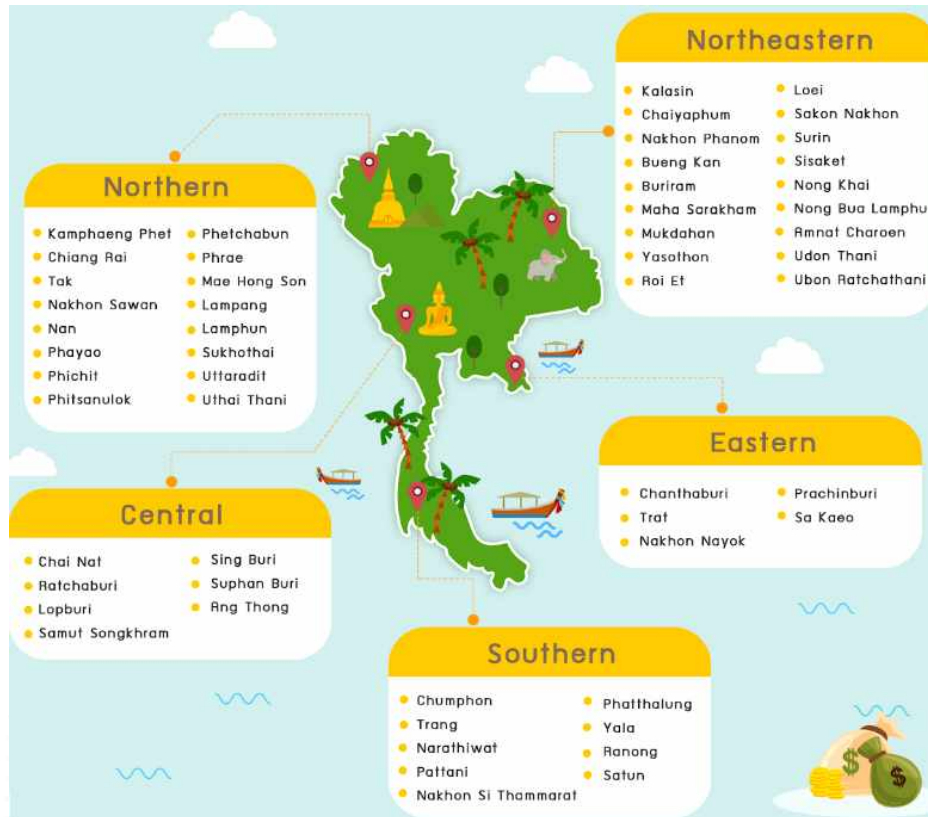 Northeastern
Kalasin
Chaiyaphum
Nakhon Phanom
Bueng Kan
Buriram
Maha Sarakham
Mukdahan
Yasothon
Roi Et
Loei
Sakon Nakhon
Surin
Sisaket
Nong Khai
Nong Bua Lamphu
Amnat Charoen
Udon Thani
Ubon Ratchathani
Northern
Kamphaeng Phet
Chiang Rai
Tak
Nakhon Sawan
Nan
Phayao
Phichit
Phitsanulok
Phetchabun
Phrae
Mae Hong Son
Lampang
Lamphun
Sukhothai
Uttaradit
Uthai Thani
Eastern
Chanthaburi
Trat
Nakhon Nayok
Prachinburi
Sa Kaeo
Central
Chai Nat
Ratchaburi
Lopburi
Samut Songkhram
Sing Buri
Suphan Buri
Ang Thong
Southern
Chumphon
Trang
Narathiwat
Pattani
Nakhon Si Thammarat
Phatthalung
Yala
Ranong
Satun
$
$